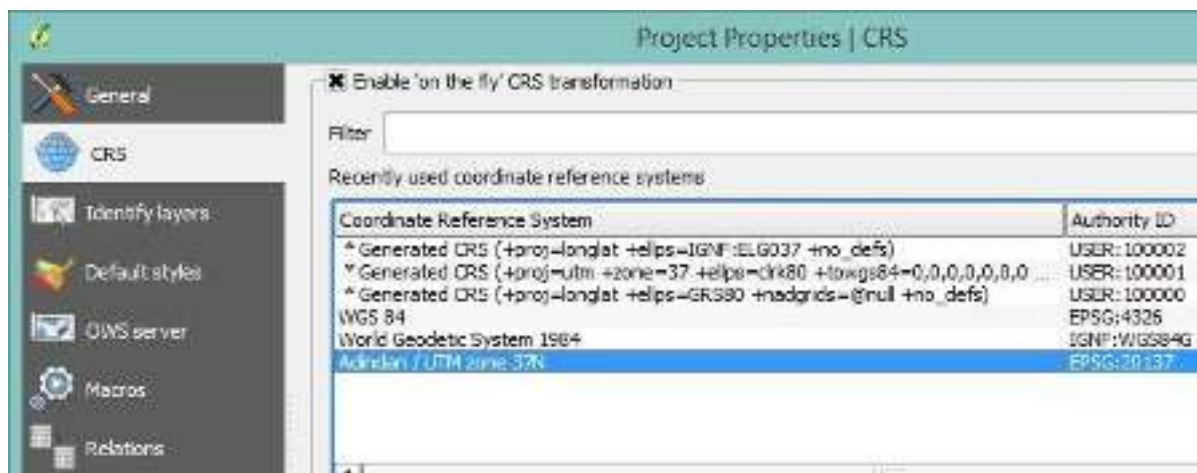 Project Properties | CRS
General
CRS
Identify layers
Default styles
OWS server
Macros
Relations
Enable 'on the fly' CRS transformation
Filter
Recently used coordinate reference systems
Coordinate Reference System Authority ID
* Generated CRS (+proj=longlat +ellps=IGNF:ELG037 +no_defs) USER:100002
* Generated CRS (+proj=utm +zone=37 +ellps=clrk80 +towgs84=0,0,0,0,0,0,0 ... USER:100001
* Generated CRS (+proj=longlat +ellps=GRS80 +nadgrids=@null +no_defs) USER:100000
WGS 84 EPSG:4326
World Geodetic System 1984 IGNF:WGS84G
Adindan / UTM zone 37N EPSG:20137